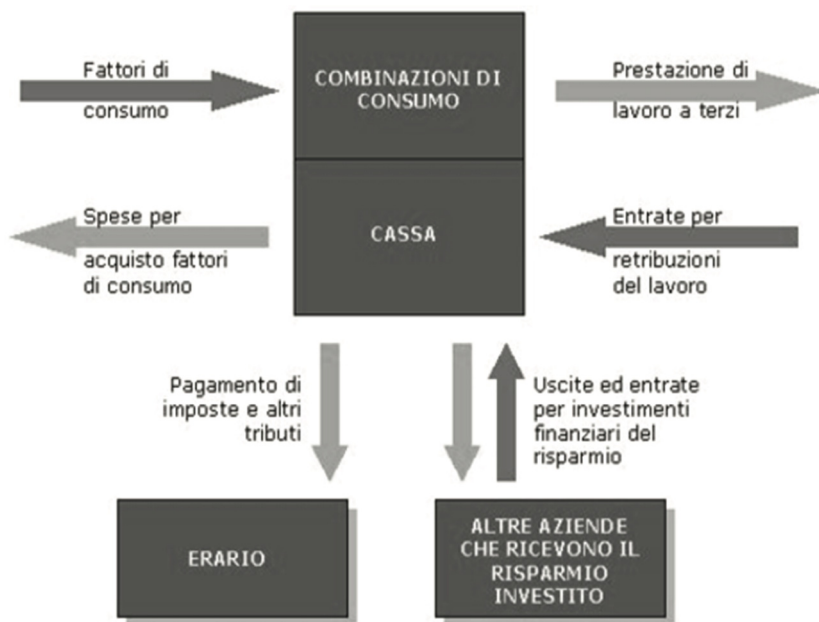 Fattori di
consumo
COMBINAZIONI DI
CONSUMO
Prestazione di
lavoro a terzi
Spese per
acquisto fattori
di consumo
CASSA
Entrate per
retribuzioni
del lavoro
Pagamento di
imposte e altri
tributi
Uscite ed entrate
per investimenti
finanziari del
risparmio
ERARIO
ALTRE AZIENDE
CHE RICEVONO IL
RISPARMIO
INVESTITO